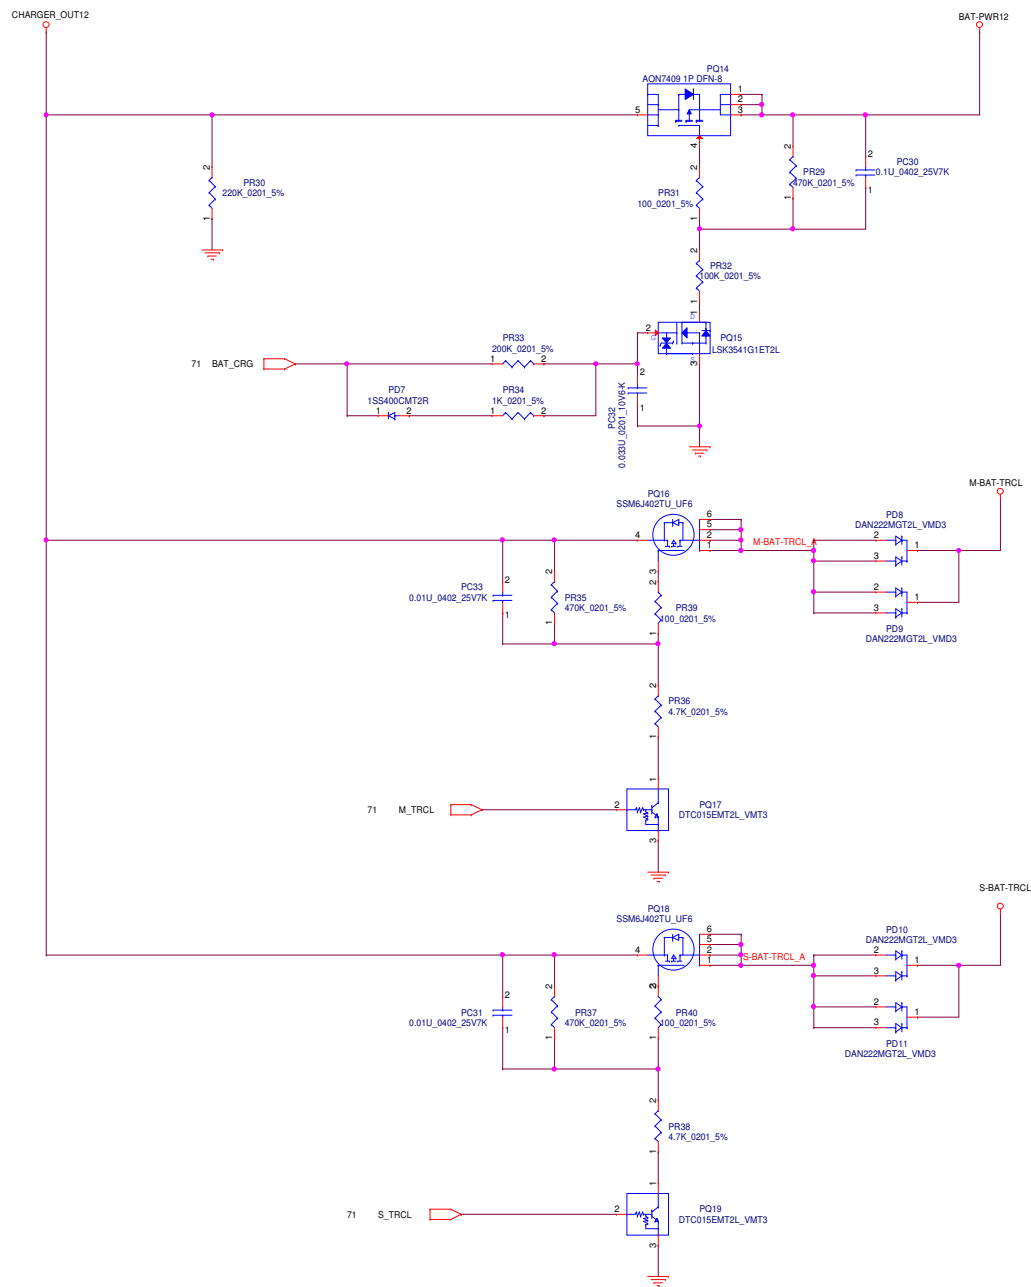 CHARGER_OUT12
BAT-PWR12
PQ14
AON7409 1P DFN-8
1
2
3
5
4
2
PR30
220K_0201_5%
1
2
PR31
100_0201_5%
1
2
PR29
470K_0201_5%
1
2
PC30
0.1U_0402_25V7K
1
2
PR32
100K_0201_5%
1
1
2
PQ15
LSK3541G1ET2L
3
71 BAT_CRG
PR33
200K_0201_5%
1
2
PD7
1SS400CMT2R
1
2
PR34
1K_0201_5%
1
2
2
1
PC32
0.033U_0201_10V6-K
M-BAT-TRCL
PQ16
SSM6J402TU_UF6
4
6
5
2
1
3
M-BAT-TRCL_A
PD8
DAN222MGT2L_VMD3
2
3
1
2
3
1
PD9
DAN222MGT2L_VMD3
2
PC33
0.01U_0402_25V7K
1
2
PR35
470K_0201_5%
1
2
PR39
100_0201_5%
1
2
PR36
4.7K_0201_5%
1
1
71 M_TRCL
2
PQ17
DTC015EMT2L_VMT3
3
S-BAT-TRCL
PQ18
SSM6J402TU_UF6
4
6
5
2
1
3
S-BAT-TRCL_A
PD10
DAN222MGT2L_VMD3
2
3
1
2
3
1
PD11
DAN222MGT2L_VMD3
2
PC31
0.01U_0402_25V7K
1
2
PR37
470K_0201_5%
1
2
PR40
100_0201_5%
1
2
PR38
4.7K_0201_5%
1
1
71 S_TRCL
2
PQ19
DTC015EMT2L_VMT3
3